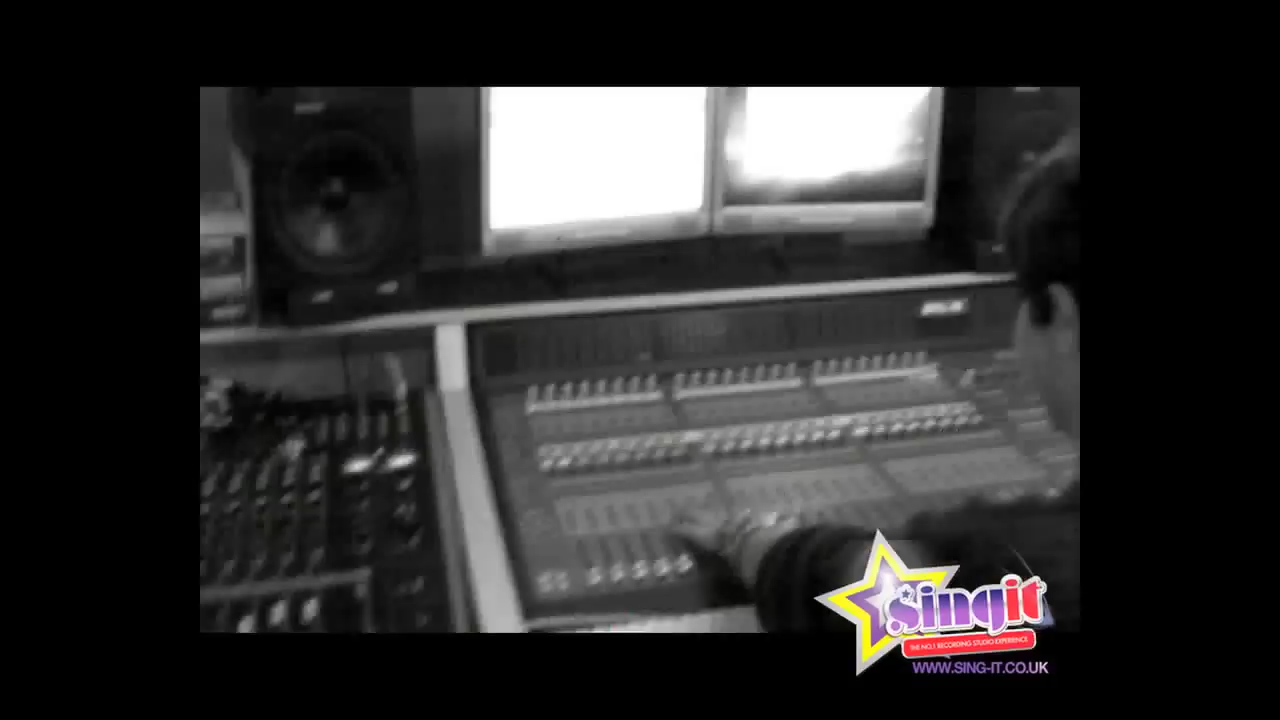 singit
THE NO.1 RECORDING STUDIO EXPERIENCE
WWW.SING-IT.CO.UK